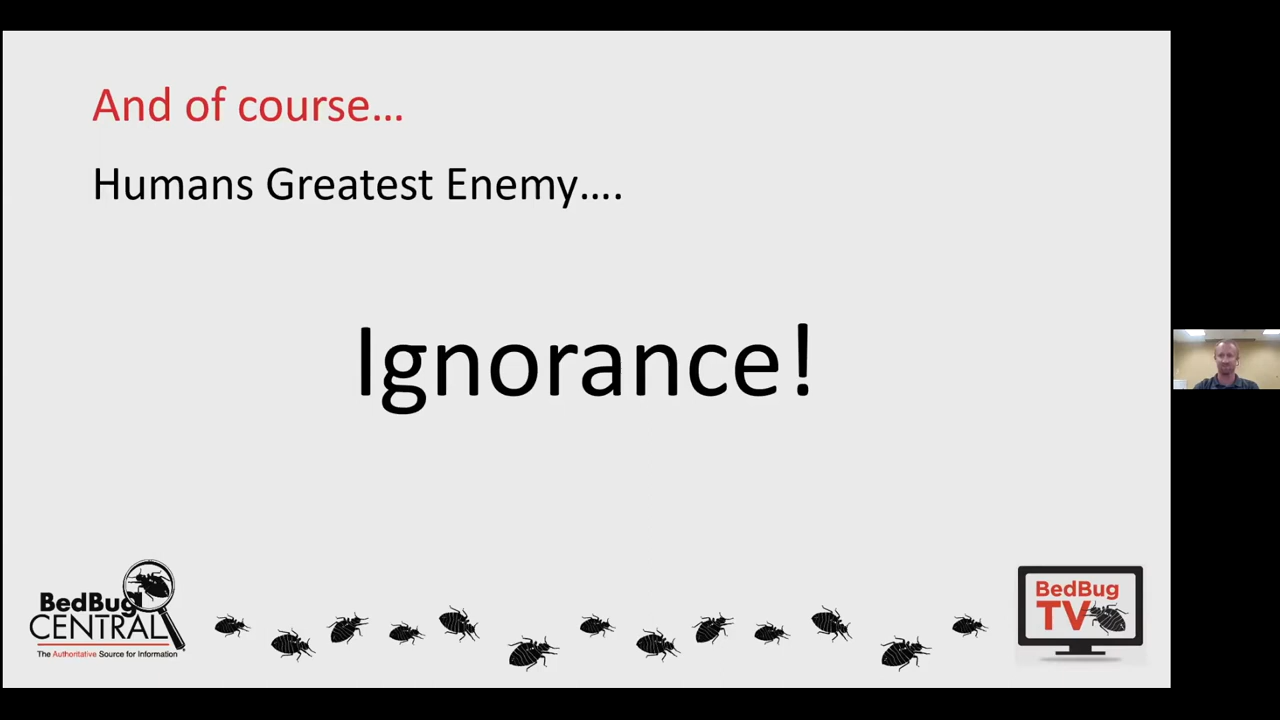 And of course...
Humans Greatest Enemy....
Ignorance!
BedBug
CENTRAL
The Authoritative Source for Information
BedBug
TV